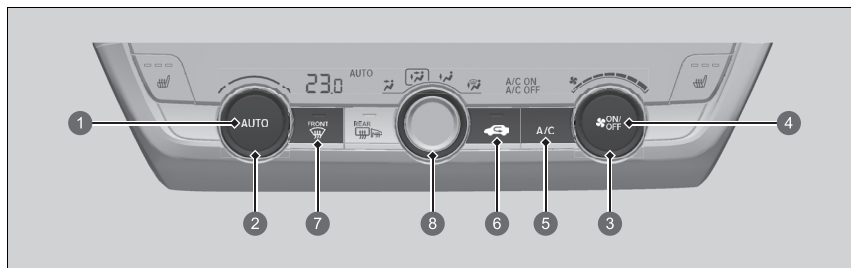 AUTO
23.0
A/C ON
A/C OFF
AUTO
FRONT
REAR
A/C
ON/
OFF
1
2
3
4
5
6
7
8